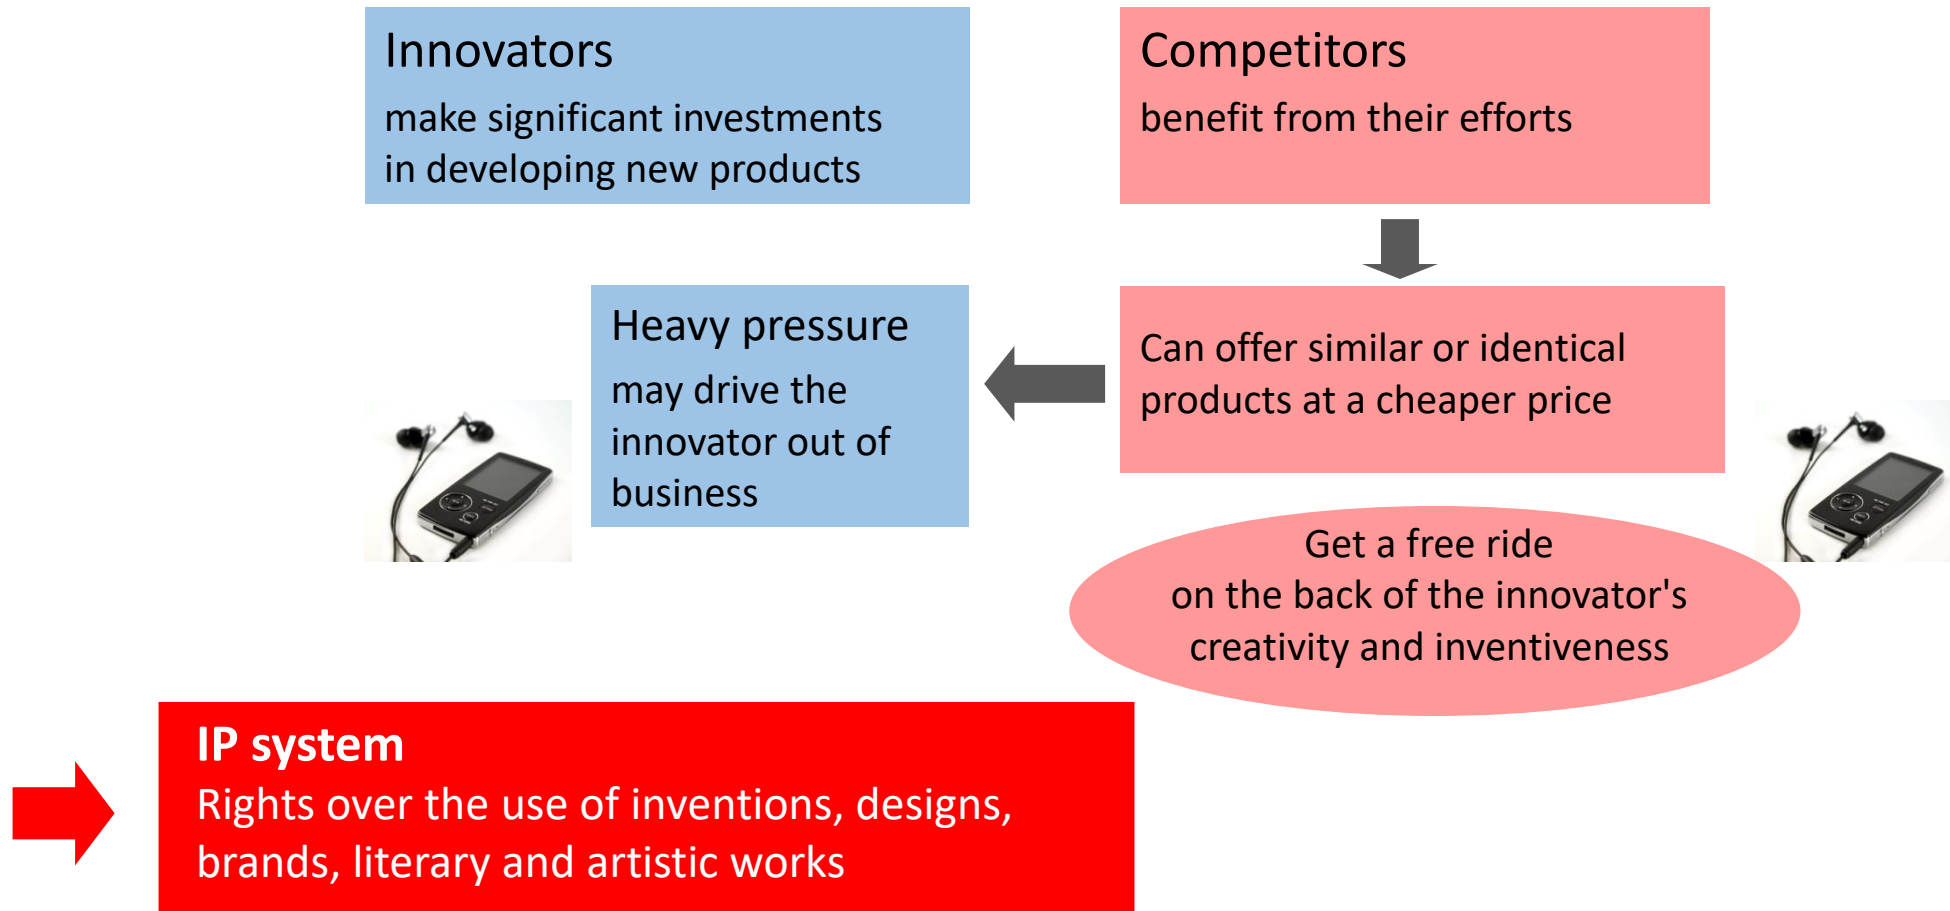 Innovators
make significant investments
in developing new products
Competitors
benefit from their efforts
Can offer similar or identical
products at a cheaper price
Heavy pressure
may drive the
innovator out of
business
Get a free ride
on the back of the innovator's
creativity and inventiveness
IP system
Rights over the use of inventions, designs,
brands, literary and artistic works